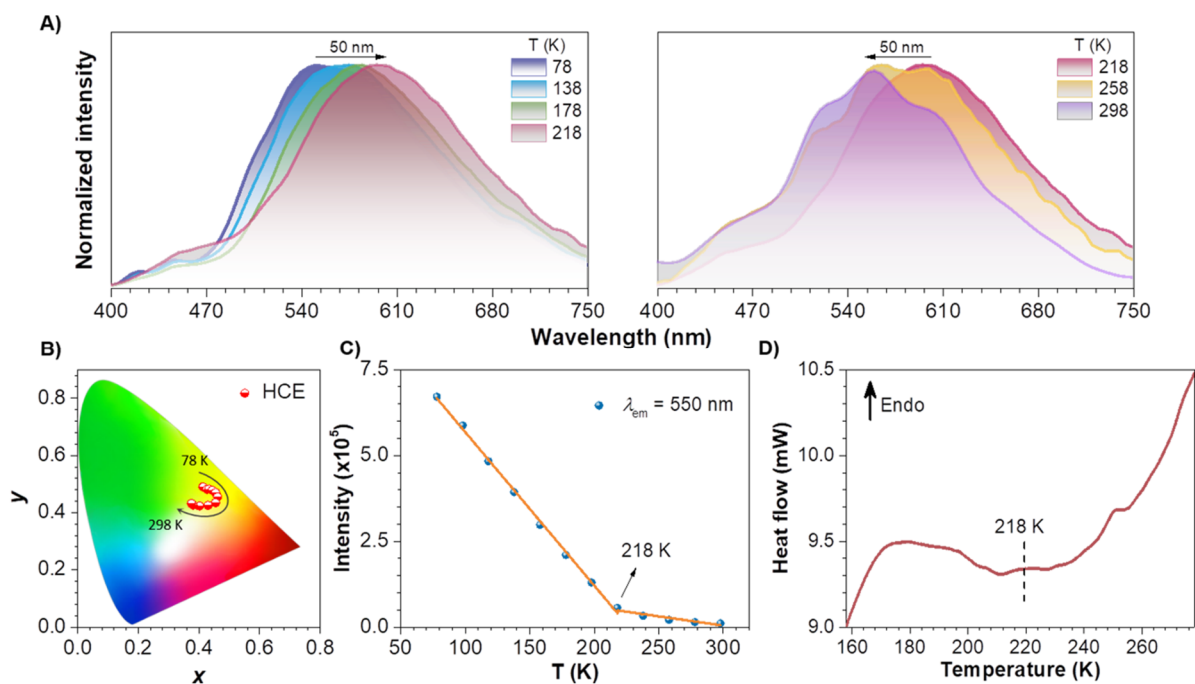 A)
Normalized intensity
50 nm
T (K)
78
138
178
218
400 470 540 610 680 750
50 nm
T (K)
218
258
298
400 470 540 610 680 750
Wavelength (nm)
B)
HCE
78 K
298 K
0.8
0.6
0.4
0.2
0.0
y
0.0 0.2 0.4 0.6 0.8
x
C)
λem = 550 nm
218 K
7.5
5.0
2.5
0.0
Intensity (x10⁵)
50 100 150 200 250 300
T (K)
D)
Endo
218 K
10.5
10.0
9.5
9.0
Heat flow (mW)
160 180 200 220 240 260
Temperature (K)